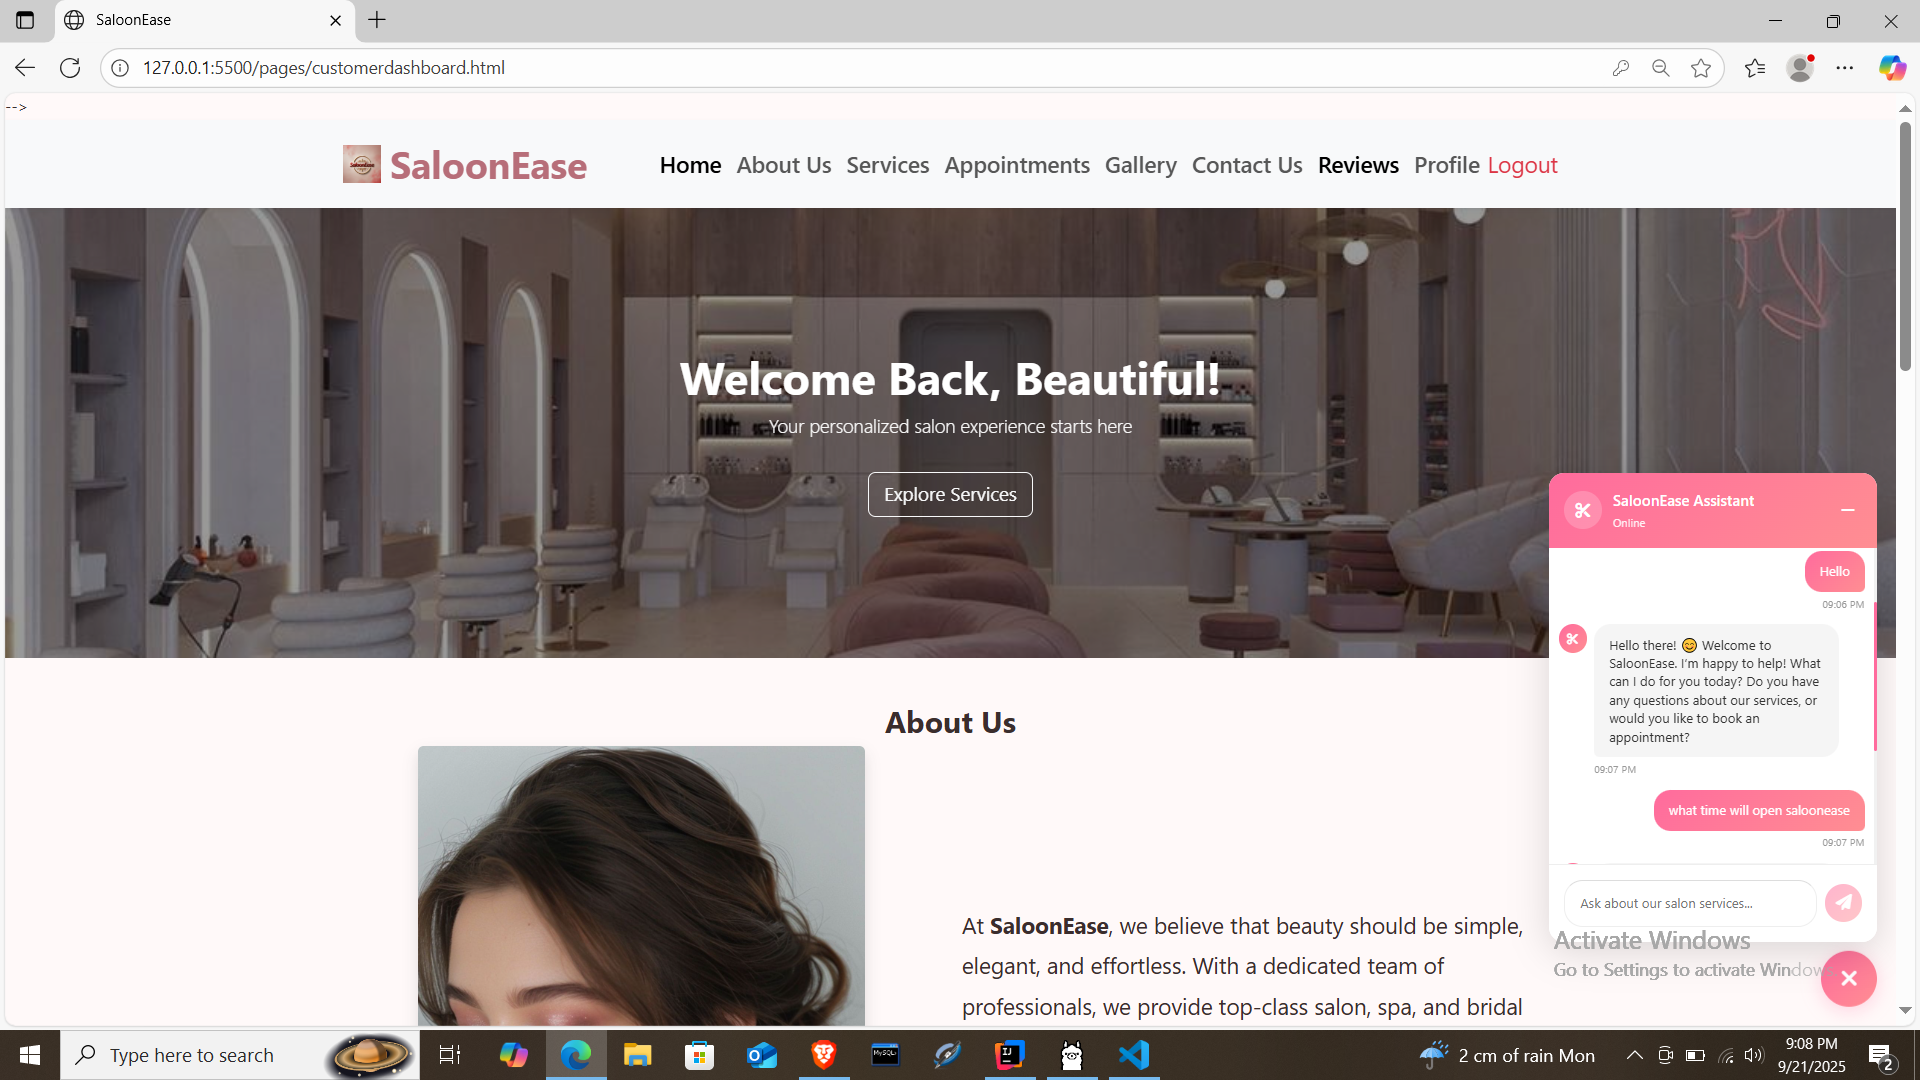 SaloonEase
127.0.0.1:5500/pages/customerdashboard.html
-->
SaloonEase
Home About Us Services Appointments Gallery Contact Us Reviews Profile Logout
Welcome Back, Beautiful!
Your personalized salon experience starts here
Explore Services
About Us
At SaloonEase, we believe that beauty should be simple,
elegant, and effortless. With a dedicated team of
professionals, we provide top-class salon, spa, and bridal
SaloonEase Assistant
Online
Hello
09:06 PM
Hello there! 😊 Welcome to
SaloonEase. I'm happy to help! What
can I do for you today? Do you have
any questions about our services, or
would you like to book an
appointment?
09:07 PM
what time will open saloonease
09:07 PM
Ask about our salon services...
Activate Windows
Go to Settings to activate Windows
Type here to search
MySQL
IJ
2 cm of rain Mon
9:08 PM
9/21/2025
2